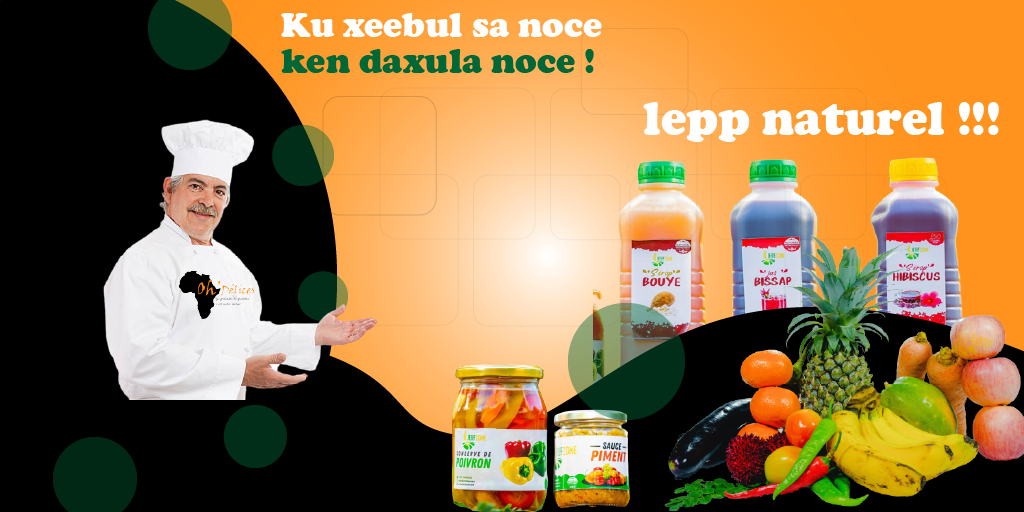 Ku xeebul sa noce
ken daxula noce !
lepp naturel !!!
Oh' Délices
Sirop
BOUYE
Jus
BISSAP
Sirop
HIBISCUS
CONSERVE DE
POIVRON
SAUCE
PIMENT